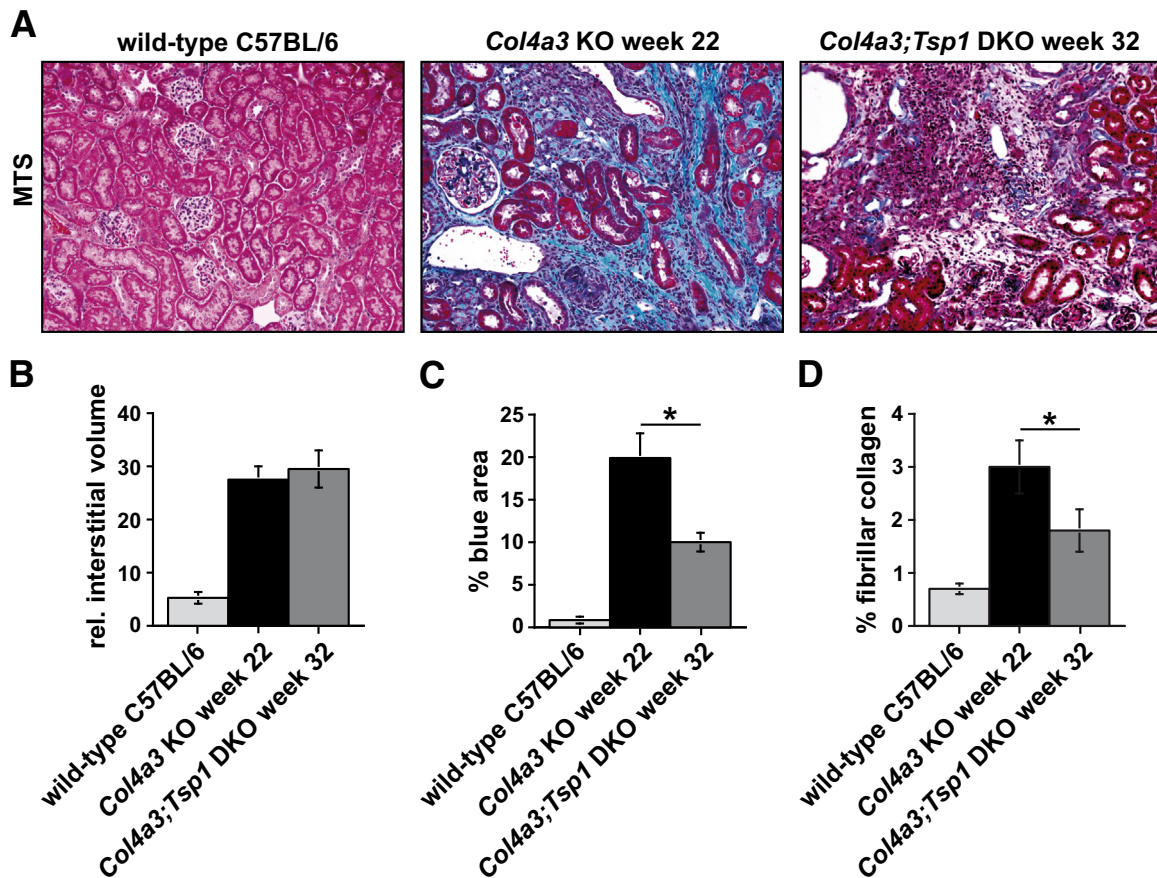 A
wild-type C57BL/6
Col4a3 KO week 22
Col4a3;Tsp1 DKO week 32
MTS
B
rel. interstitial volume
40
30
20
10
0
wild-type C57BL/6
Col4a3 KO week 22
Col4a3;Tsp1 DKO week 32
C
% blue area
25
20
15
10
5
0
*
wild-type C57BL/6
Col4a3 KO week 22
Col4a3;Tsp1 DKO week 32
D
% fibrillar collagen
4
3
2
1
0
*
wild-type C57BL/6
Col4a3 KO week 22
Col4a3;Tsp1 DKO week 32